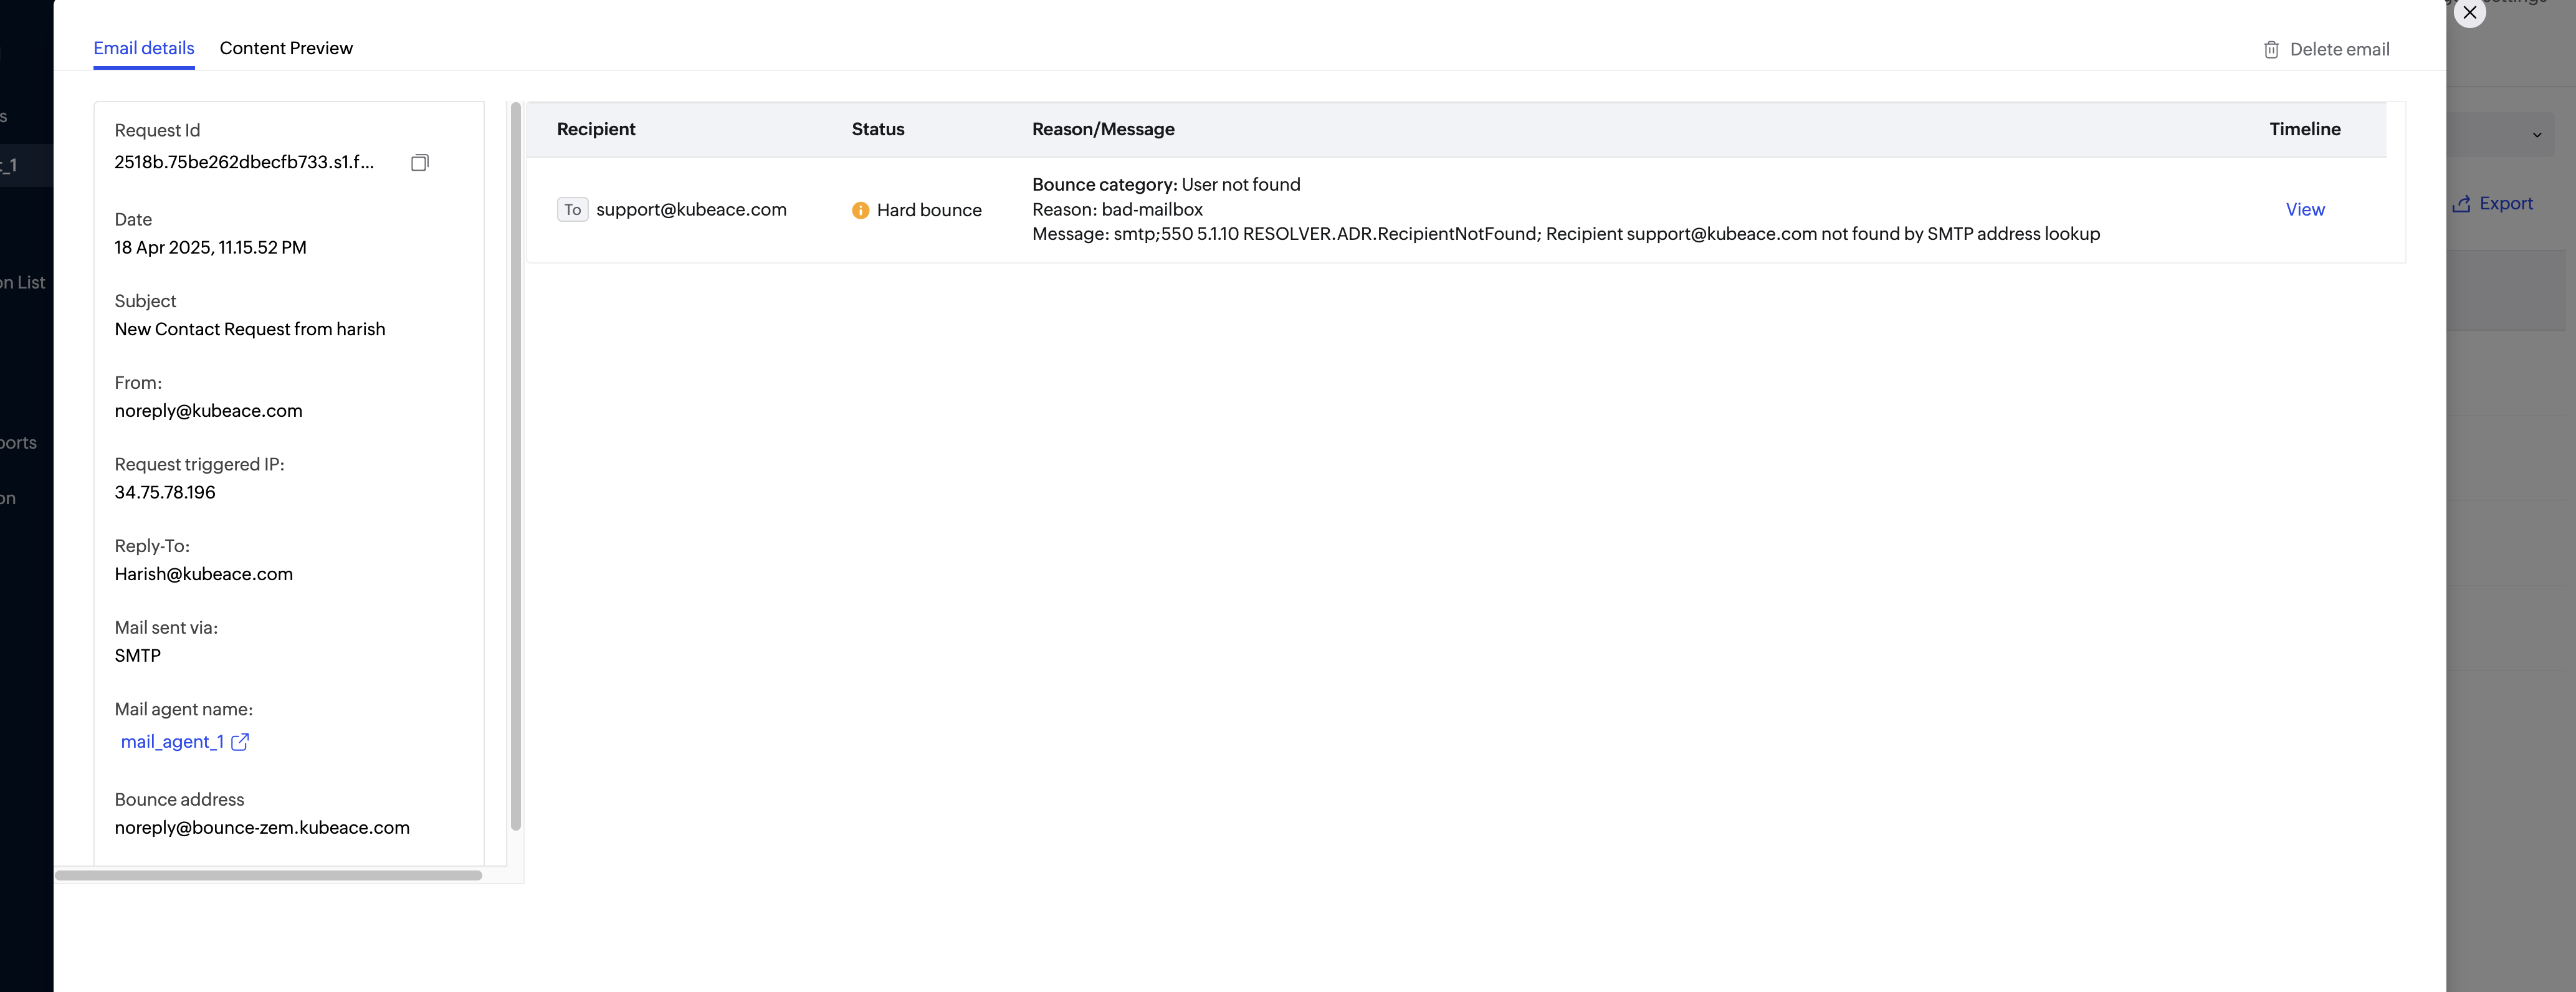 Email details
Content Preview
Delete email
Request Id
2518b.75be262dbecfb733.s1.f...
Date
18 Apr 2025, 11.15.52 PM
Subject
New Contact Request from harish
From:
noreply@kubeace.com
Request triggered IP:
34.75.78.196
Reply-To:
Harish@kubeace.com
Mail sent via:
SMTP
Mail agent name:
mail_agent_1
Bounce address
noreply@bounce-zem.kubeace.com
Recipient Status Reason/Message Timeline
To support@kubeace.com
Hard bounce
Bounce category: User not found
Reason: bad-mailbox
Message: smtp;550 5.1.10 RESOLVER.ADR.RecipientNotFound; Recipient support@kubeace.com not found by SMTP address lookup
View
s
t_1
on List
ports
on
Export